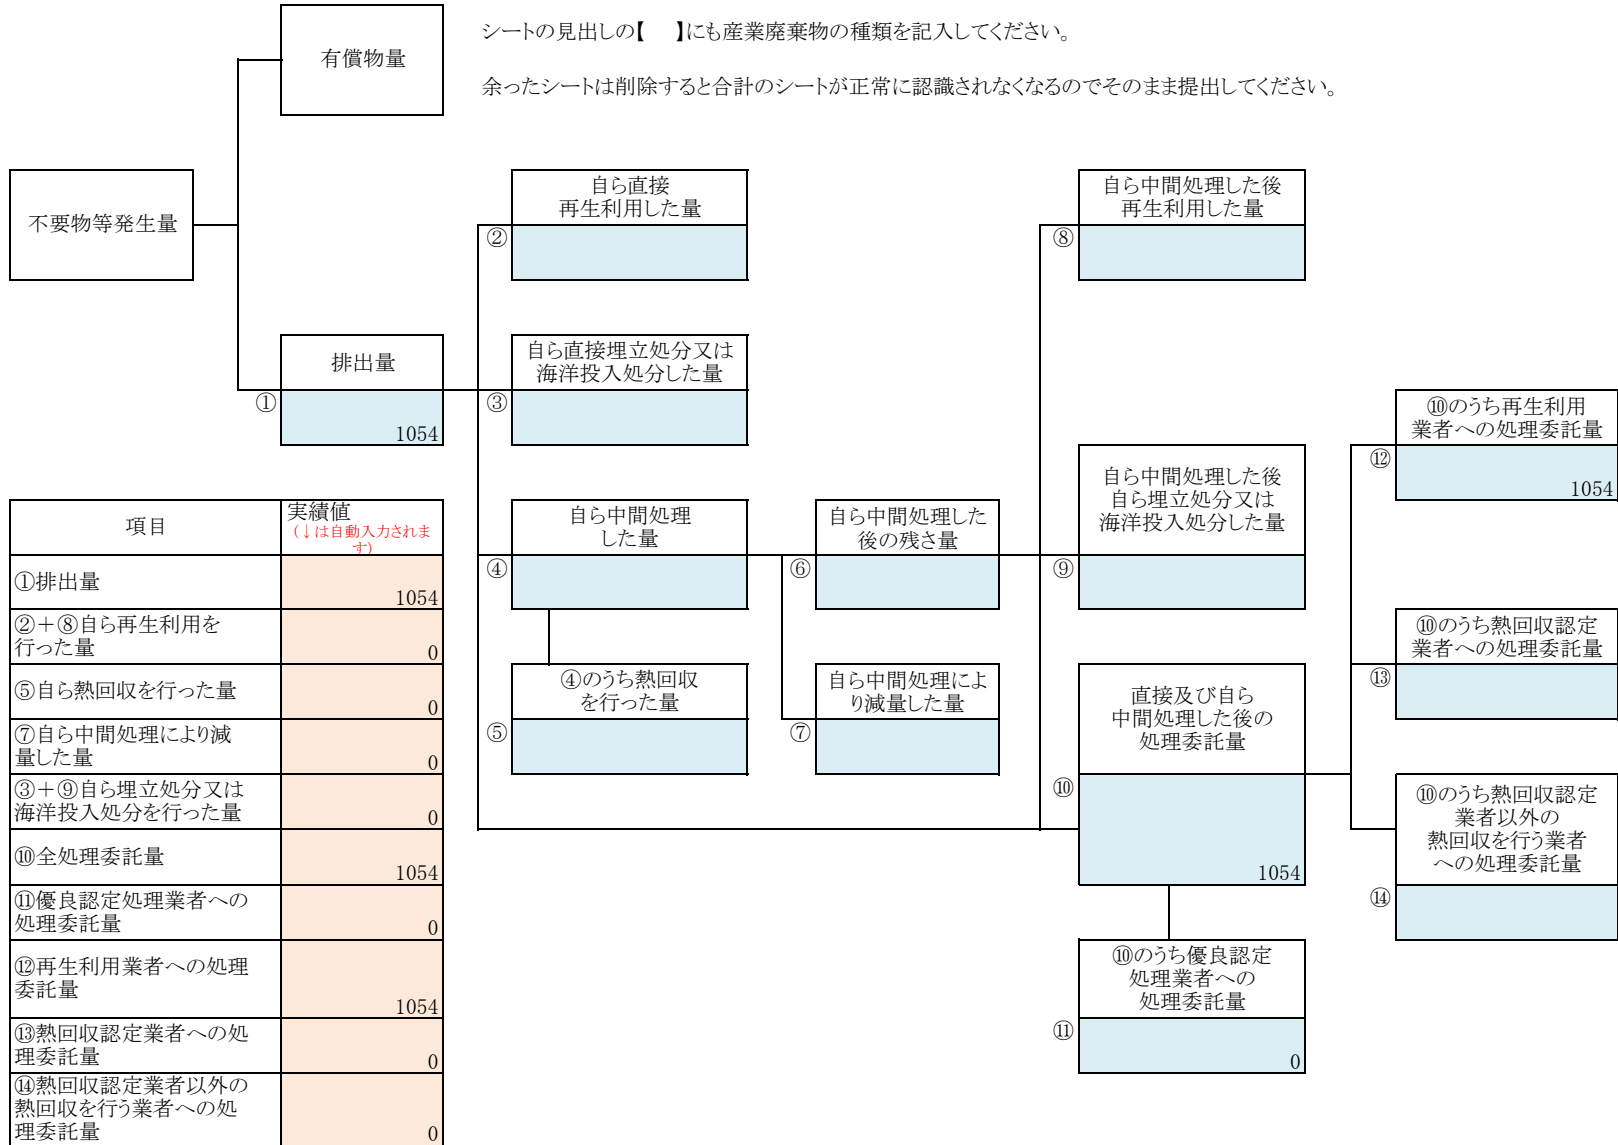 有償物量
シートの見出しの【　】にも産業廃棄物の種類を記入してください。
余ったシートは削除すると合計のシートが正常に認識されなくなるのでそのまま提出してください。
不要物等発生量
自ら直接
再生利用した量
②
自ら中間処理した後
再生利用した量
⑧
排出量
①
1054
自ら直接埋立処分又は
海洋投入処分した量
③
⑩のうち再生利用
業者への処理委託量
⑫
1054
自ら中間処理した後
自ら埋立処分又は
海洋投入処分した量
⑨
自ら中間処理
した量
④
自ら中間処理した
後の残さ量
⑥
⑩のうち熱回収認定
業者への処理委託量
⑬
④のうち熱回収
を行った量
⑤
自ら中間処理によ
り減量した量
⑦
直接及び自ら
中間処理した後の
処理委託量
⑩
1054
⑩のうち熱回収認定
業者以外の
熱回収を行う業者
への処理委託量
⑭
⑩のうち優良認定
処理業者への
処理委託量
⑪
0
項目
実績値
(↓は自動入力されま
す)
①排出量
1054
②＋⑧自ら再生利用を
行った量
0
⑤自ら熱回収を行った量
0
⑦自ら中間処理により減
量した量
0
③＋⑨自ら埋立処分又は
海洋投入処分を行った量
0
⑩全処理委託量
1054
⑪優良認定処理業者への
処理委託量
0
⑫再生利用業者への処理
委託量
1054
⑬熱回収認定業者への処
理委託量
0
⑭熱回収認定業者以外の
熱回収を行う業者への処
理委託量
0